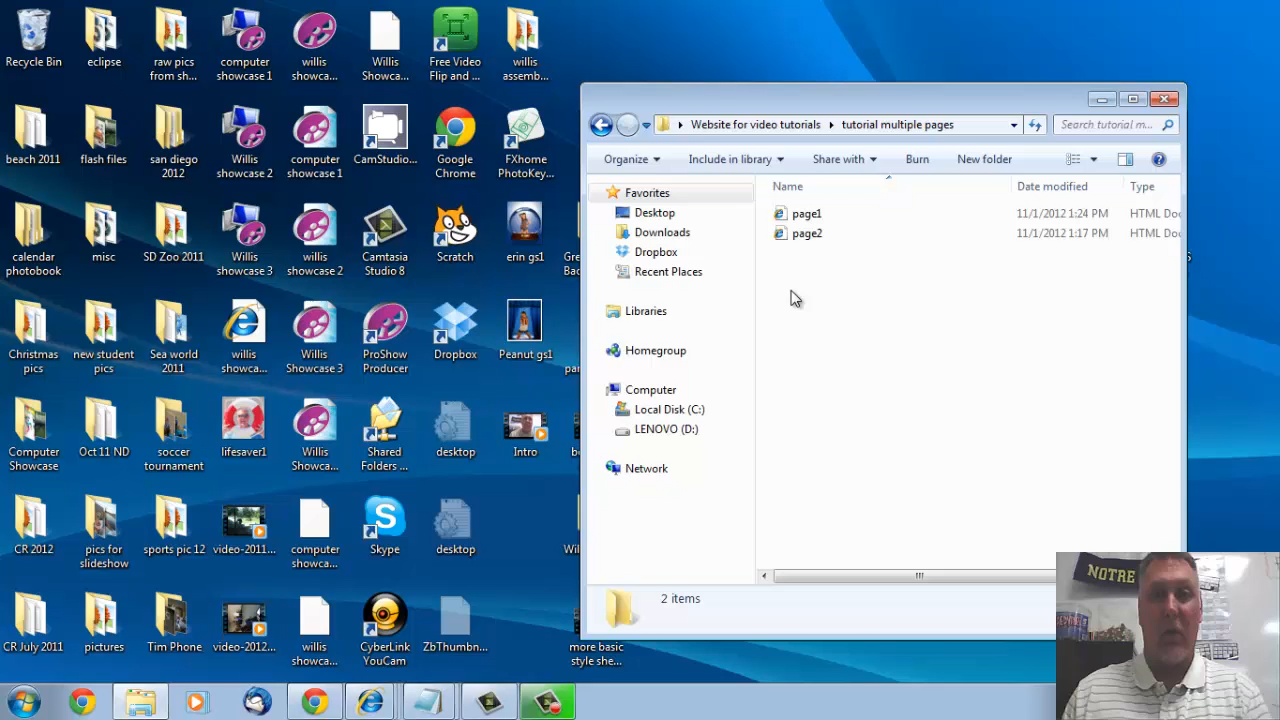 Recycle Bin
eclipse
raw pics
from sh...
computer
showcase 1
willis
showca...
Willis
Showca...
Free Video
Flip and ...
willis
assemb...
beach 2011
flash files
san diego
2012
Willis
showcase 2
computer
showcase 1
CamStudio...
Google
Chrome
FXhome
PhotoKey...
calendar
photobook
misc
SD Zoo 2011
Willis
showcase 3
willis
showcase 2
Camtasia
Studio 8
Scratch
erin gs1
Christmas
pics
new student
pics
Sea world
2011
willis
showca...
Willis
Showcase 3
ProShow
Producer
Dropbox
Peanut gs1
Computer
Showcase
Oct 11 ND
soccer
tournament
lifesaver1
Willis
Showca...
Shared
Folders ...
desktop
Intro
CR 2012
pics for
slideshow
sports pic 12
video-2011...
computer
showca...
Skype
desktop
CR July 2011
pictures
Tim Phone
video-2012...
willis
showca...
CyberLink
YouCam
ZbThumbn...
more basic
style she...
Website for video tutorials
tutorial multiple pages
Search tutorial m...
Organize
Include in library
Share with
Burn
New folder
Favorites
Desktop
Downloads
Dropbox
Recent Places
Libraries
Homegroup
Computer
Local Disk (C:)
LENOVO (D:)
Network
Name
Date modified
Type
page1
11/1/2012 1:24 PM
HTML Doc
page2
11/1/2012 1:17 PM
HTML Doc
2 items
NOTRE